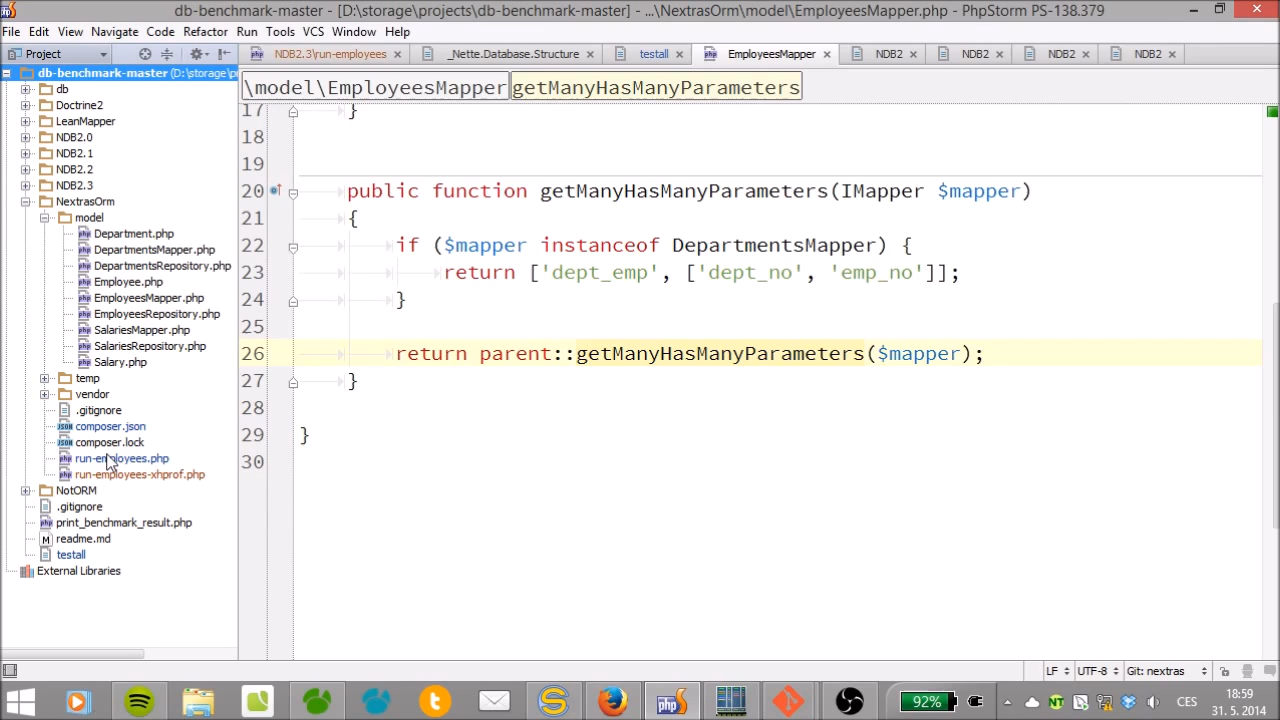 db-benchmark-master - [D:\storage\projects\db-benchmark-master] - ...\NextrasOrm\model\EmployeesMapper.php - PhpStorm PS-138.379
File Edit View Navigate Code Refactor Run Tools VCS Window Help
Project
NDB2.3\run-employees
_Nette.Database.Structure
testall
EmployeesMapper
NDB2
NDB2
NDB2
NDB2
db-benchmark-master (D:\storage\pr
db
Doctrine2
LeanMapper
NDB2.0
NDB2.1
NDB2.2
NDB2.3
NextrasOrm
model
Department.php
DepartmentsMapper.php
DepartmentsRepository.php
Employee.php
EmployeesMapper.php
EmployeesRepository.php
SalariesMapper.php
SalariesRepository.php
Salary.php
temp
vendor
.gitignore
composer.json
composer.lock
run-employees.php
run-employees-xhprof.php
NotORM
.gitignore
print_benchmark_result.php
readme.md
testall
External Libraries
\model\EmployeesMapper getManyHasManyParameters
17 }
18
19
20 public function getManyHasManyParameters(IMapper $mapper)
21 {
22 if ($mapper instanceof DepartmentsMapper) {
23 return ['dept_emp', ['dept_no', 'emp_no']];
24 }
25
26 return parent::getManyHasManyParameters($mapper);
27 }
28
29 }
30
LF UTF-8 Git: nextras
92%
CES
18:59
31. 5. 2014